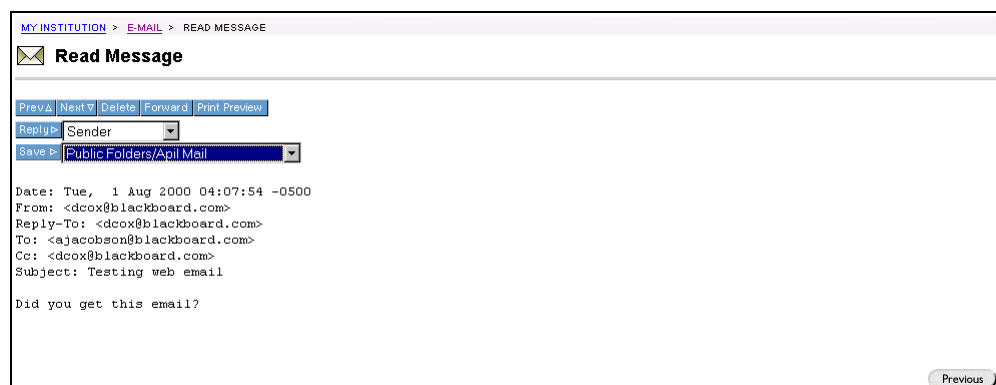 MY INSTITUTION > E-MAIL > READ MESSAGE
Read Message
Prev△ Next▽ Delete Forward Print Preview
Reply▷ Sender
Save ▷ Public Folders/Apil Mail
Date: Tue,  1 Aug 2000 04:07:54 -0500
From: <dcox@blackboard.com>
Reply-To: <dcox@blackboard.com>
To: <ajacobson@blackboard.com>
Cc: <dcox@blackboard.com>
Subject: Testing web email
Did you get this email?
Previous